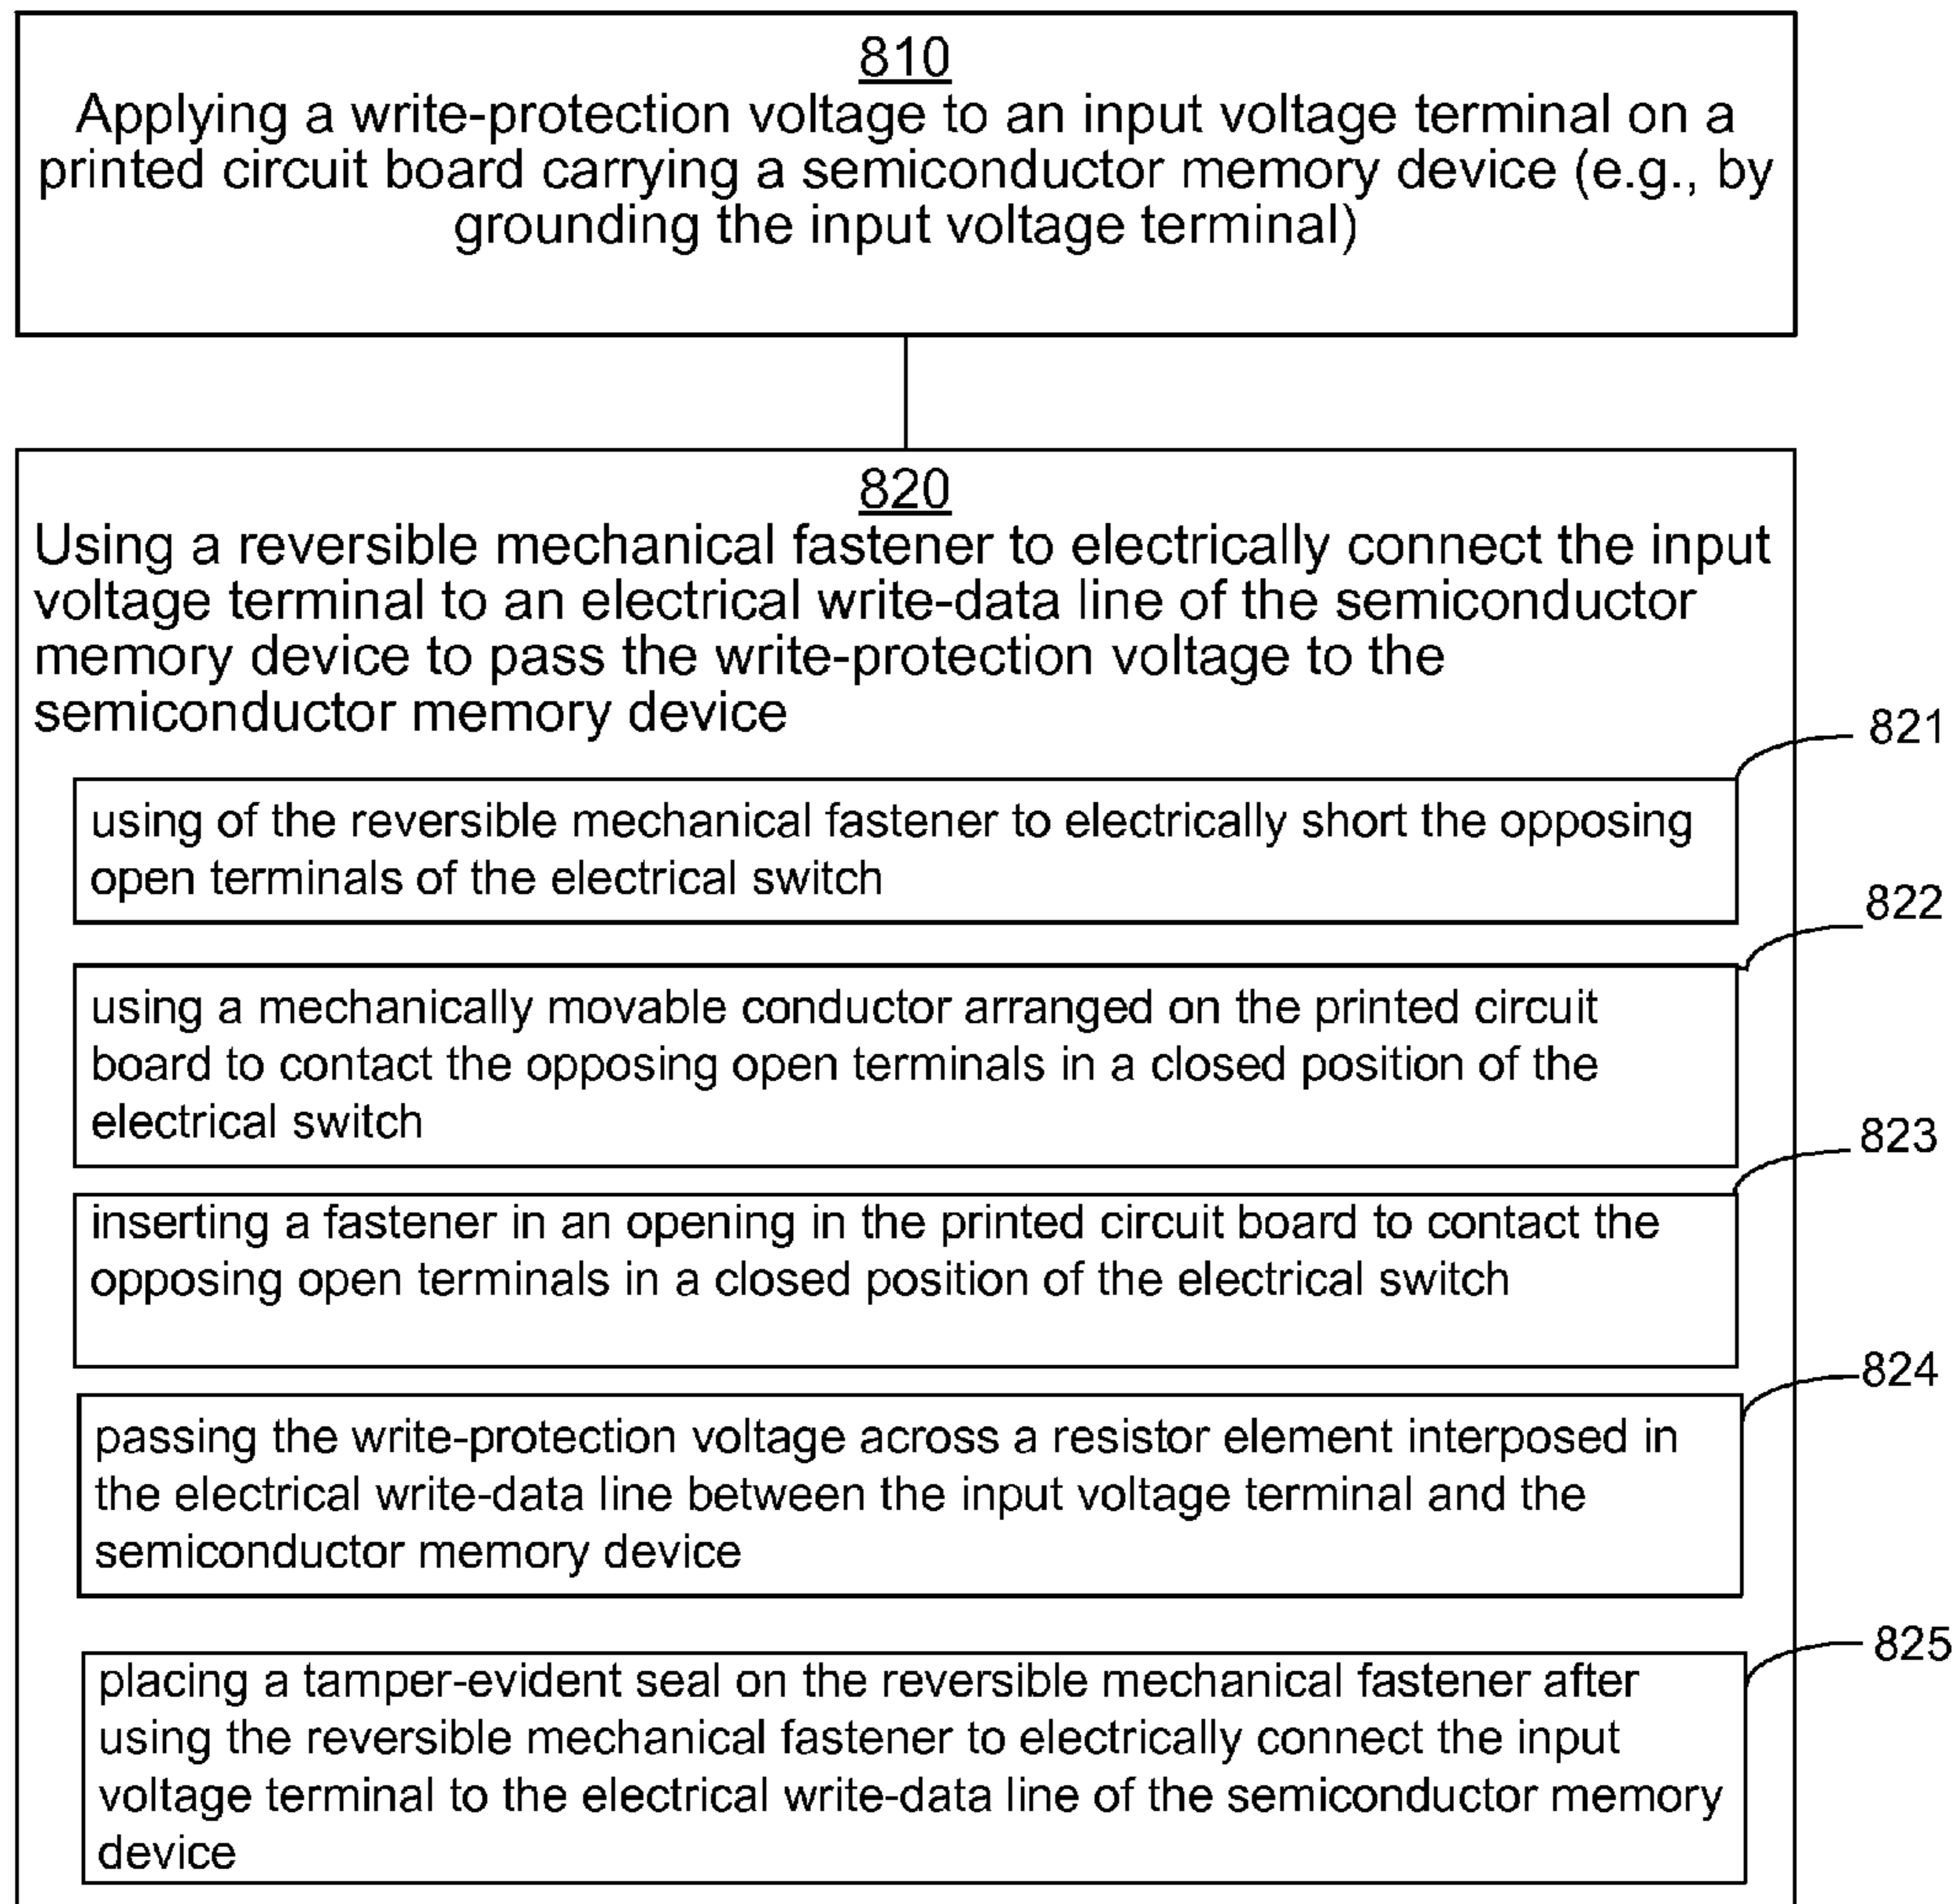 810
Applying a write-protection voltage to an input voltage terminal on a
printed circuit board carrying a semiconductor memory device (e.g., by
grounding the input voltage terminal)
820
Using a reversible mechanical fastener to electrically connect the input
voltage terminal to an electrical write-data line of the semiconductor
memory device to pass the write-protection voltage to the
semiconductor memory device
821
using of the reversible mechanical fastener to electrically short the opposing
open terminals of the electrical switch
822
using a mechanically movable conductor arranged on the printed circuit
board to contact the opposing open terminals in a closed position of the
electrical switch
823
inserting a fastener in an opening in the printed circuit board to contact the
opposing open terminals in a closed position of the electrical switch
824
passing the write-protection voltage across a resistor element interposed in
the electrical write-data line between the input voltage terminal and the
semiconductor memory device
825
placing a tamper-evident seal on the reversible mechanical fastener after
using the reversible mechanical fastener to electrically connect the input
voltage terminal to the electrical write-data line of the semiconductor memory
device